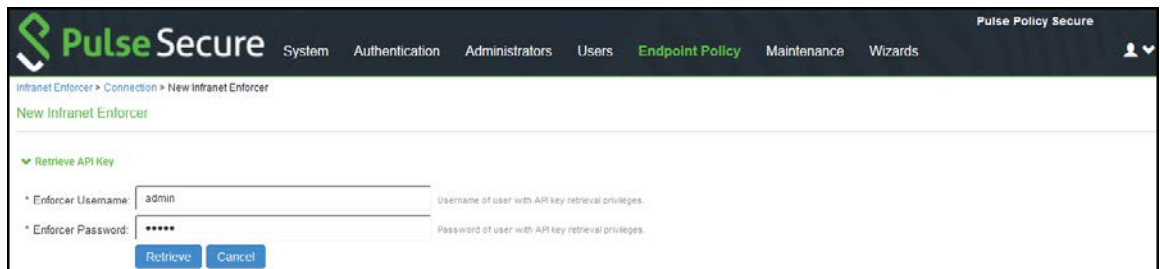 Pulse Policy Secure
Pulse Secure System Authentication Administrators Users Endpoint Policy Maintenance Wizards
Intranet Enforcer > Connection > New Infranet Enforcer
New Infranet Enforcer
Retrieve API Key
* Enforcer Username: admin Username of user with API key retrieval privileges.
* Enforcer Password: ••••• Password of user with API key retrieval privileges.
Retrieve Cancel